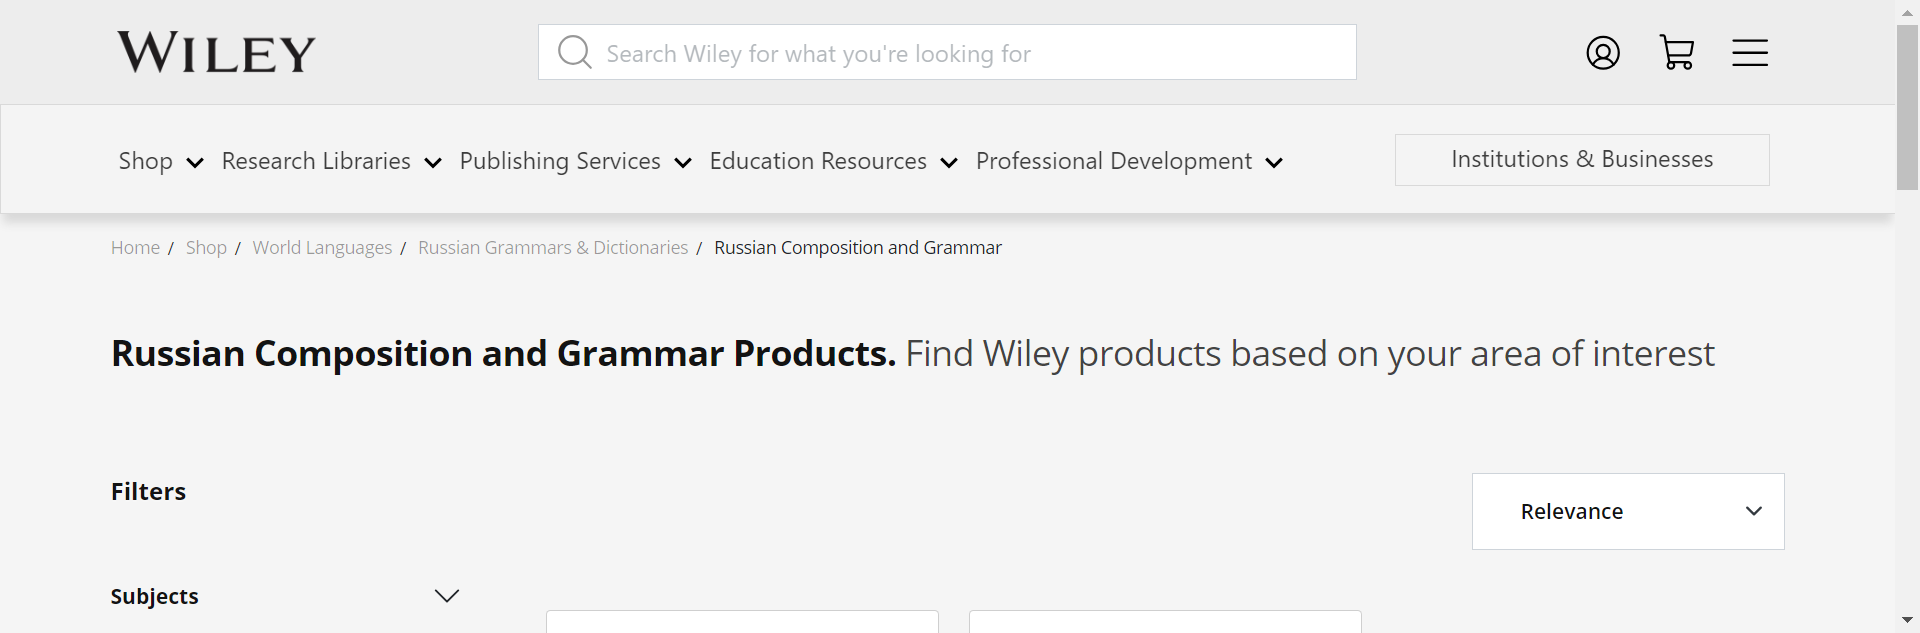 WILEY
Search Wiley for what you're looking for
Shop Research Libraries Publishing Services Education Resources Professional Development Institutions & Businesses
Home / Shop / World Languages / Russian Grammars & Dictionaries / Russian Composition and Grammar
Russian Composition and Grammar Products. Find Wiley products based on your area of interest
Filters
Relevance
Subjects